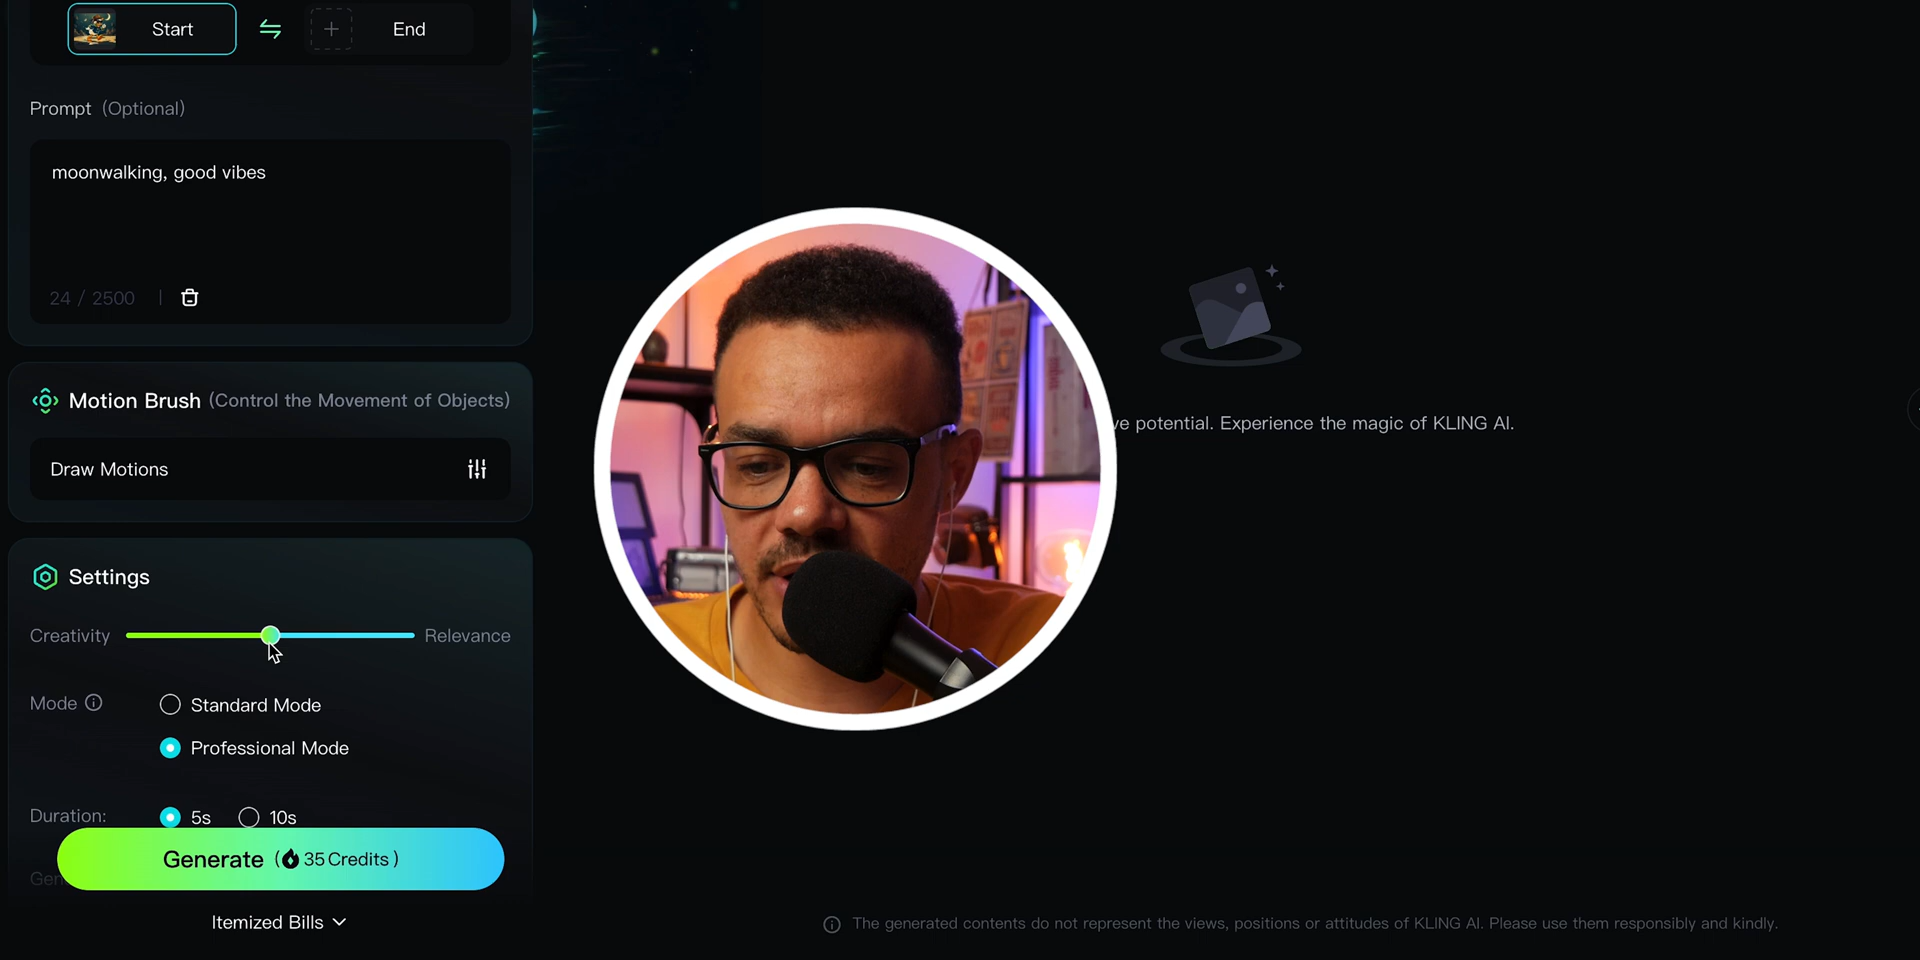 Start
End
Prompt (Optional)
moonwalking, good vibes
24 / 2500
Motion Brush (Control the Movement of Objects)
Draw Motions
Settings
Creativity
Relevance
Mode
Standard Mode
Professional Mode
Duration:
5s
10s
Generate (35 Credits)
Itemized Bills
potential. Experience the magic of KLING AI.
The generated contents do not represent the views, positions or attitudes of KLING AI. Please use them responsibly and kindly.